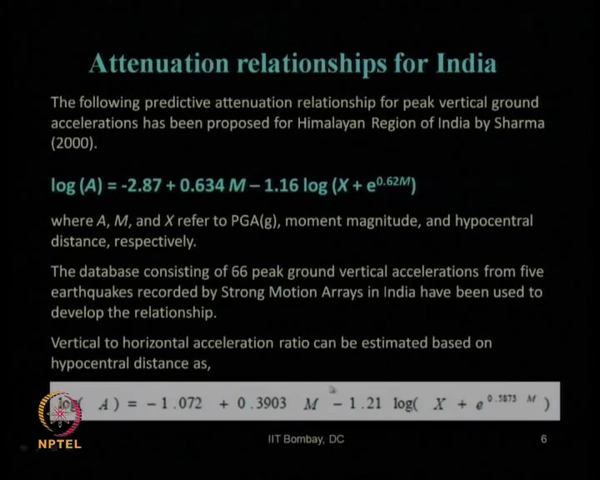 Attenuation relationships for India
The following predictive attenuation relationship for peak vertical ground
accelerations has been proposed for Himalayan Region of India by Sharma
(2000).
log (A) = -2.87 + 0.634 M – 1.16 log (X + e^0.62M)
where A, M, and X refer to PGA(g), moment magnitude, and hypocentral
distance, respectively.
The database consisting of 66 peak ground vertical accelerations from five
earthquakes recorded by Strong Motion Arrays in India have been used to
develop the relationship.
Vertical to horizontal acceleration ratio can be estimated based on
hypocentral distance as,
log( A ) = -1.072 + 0.3903 M - 1.21 log( X + e^0.5873 M )
NPTEL
IIT Bombay, DC
6